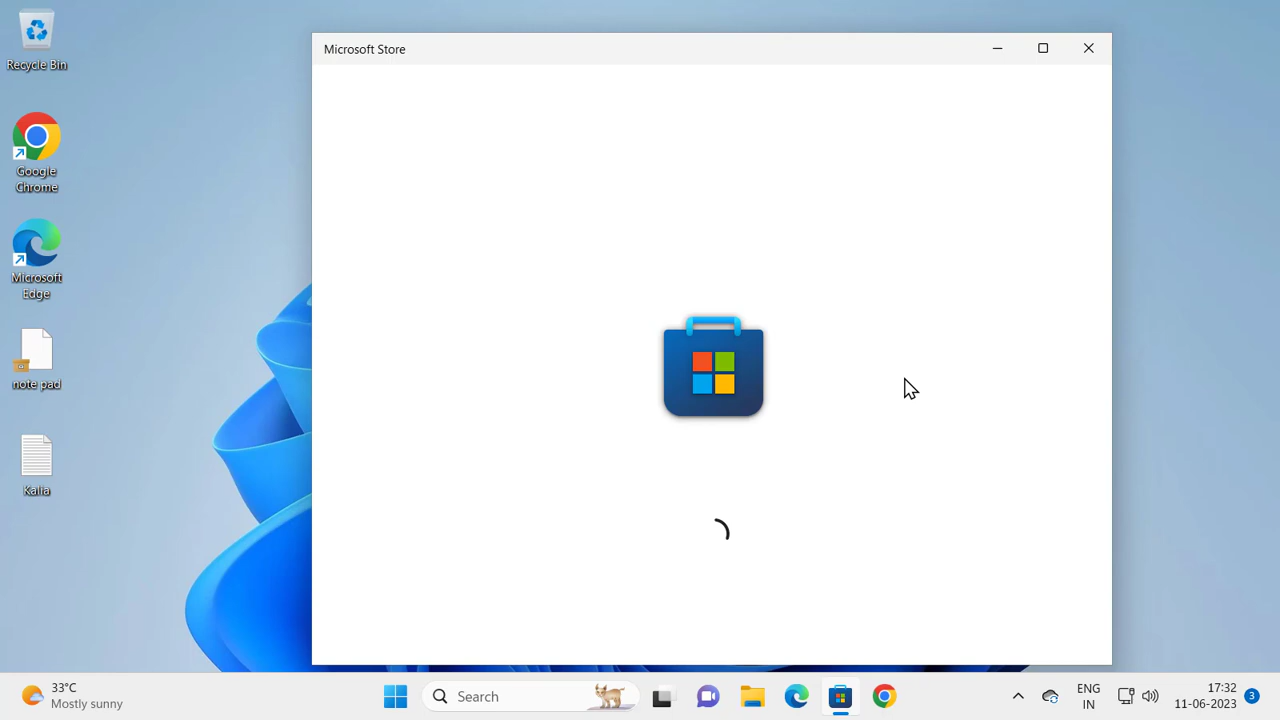 Recycle Bin
Google
Chrome
Microsoft
Edge
note pad
Kalia
Microsoft Store
33°C
Mostly sunny
Search
ENG
IN
17:32
11-06-2023
3